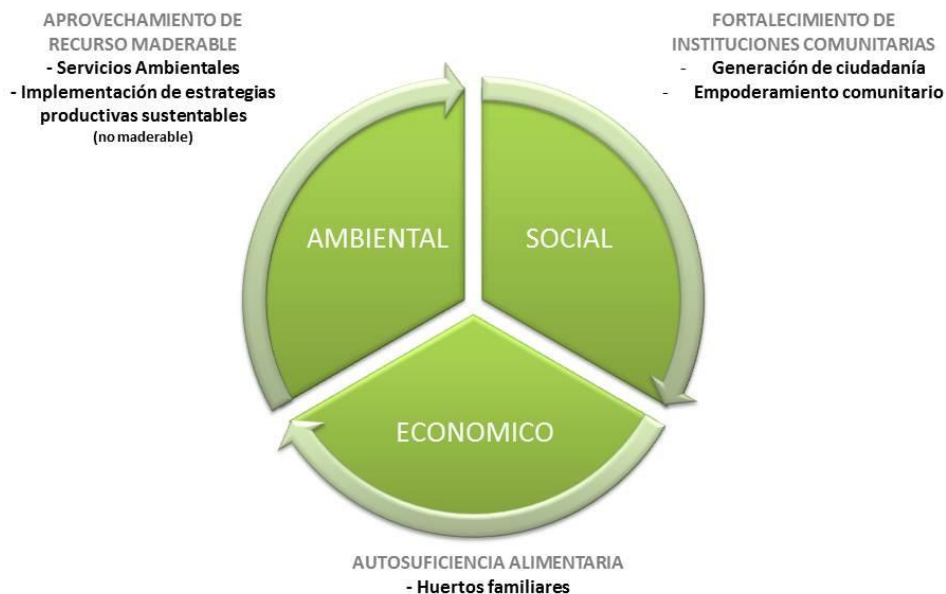 APROVECHAMIENTO DE
RECURSO MADERABLE
- Servicios Ambientales
- Implementación de estrategias
productivas sustentables
(no maderable)
FORTALECIMIENTO DE
INSTITUCIONES COMUNITARIAS
- Generación de ciudadanía
- Empoderamiento comunitario
AMBIENTAL
SOCIAL
ECONOMICO
AUTOSUFICIENCIA ALIMENTARIA
- Huertos familiares